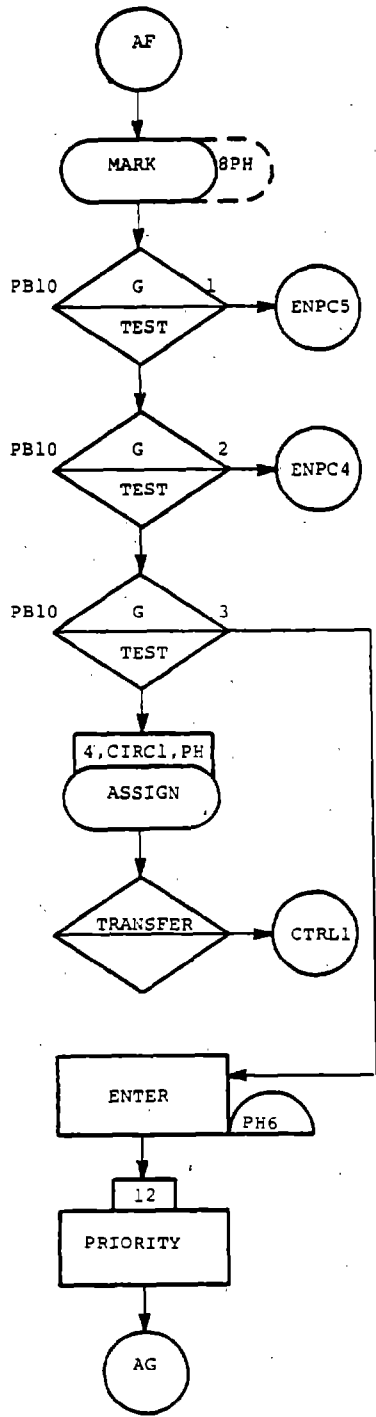 AF
MARK 8PH
PB10 G 1 ENPC5
TEST
PB10 G 2 ENPC4
TEST
PB10 G 3
TEST
4,CIRC1,PH
ASSIGN
TRANSFER CTRL1
ENTER
PH6
12
PRIORITY
AG